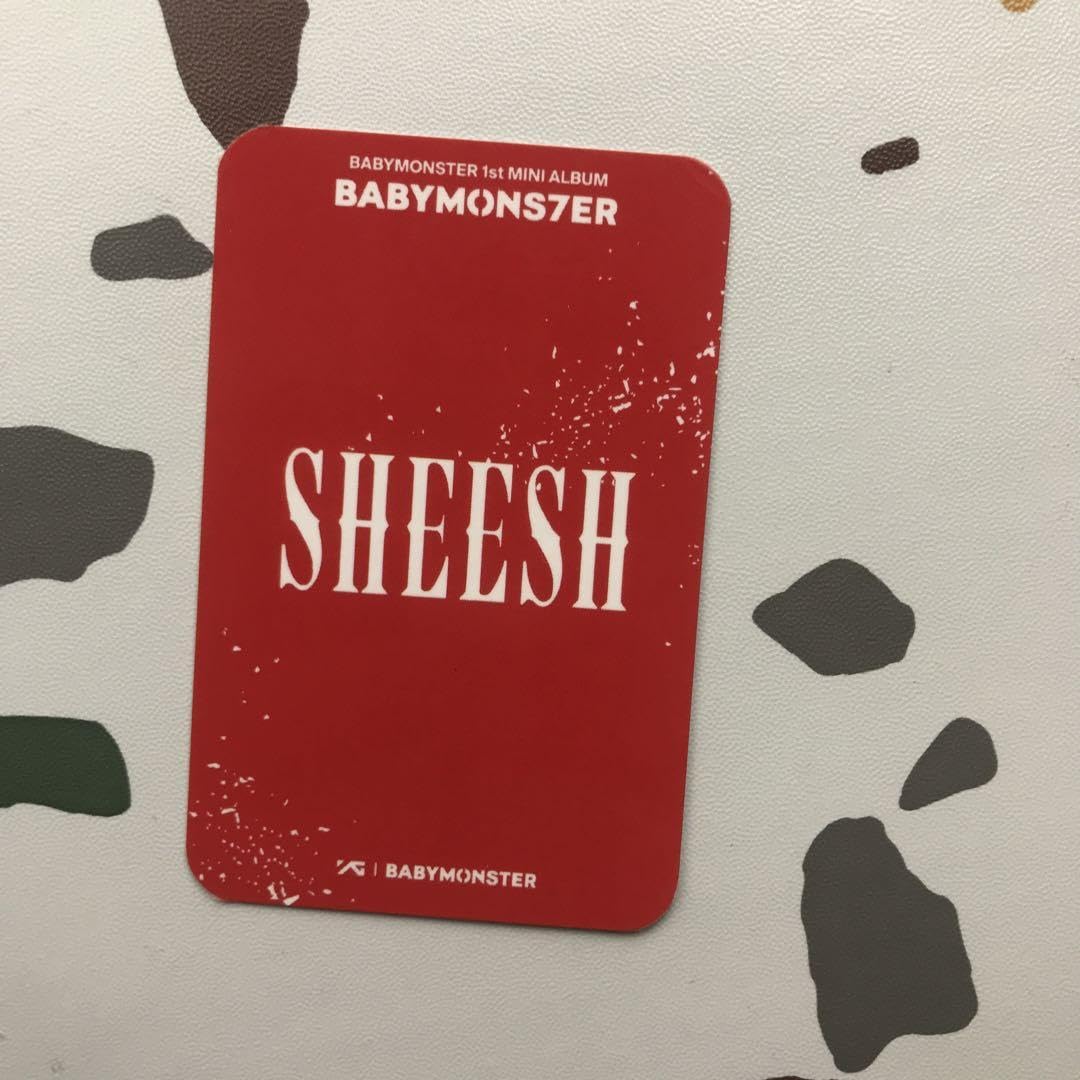 BABYMONSTER 1st MINI ALBUM
BABYMONS7ER
SHEESH
YG | BABYMONSTER